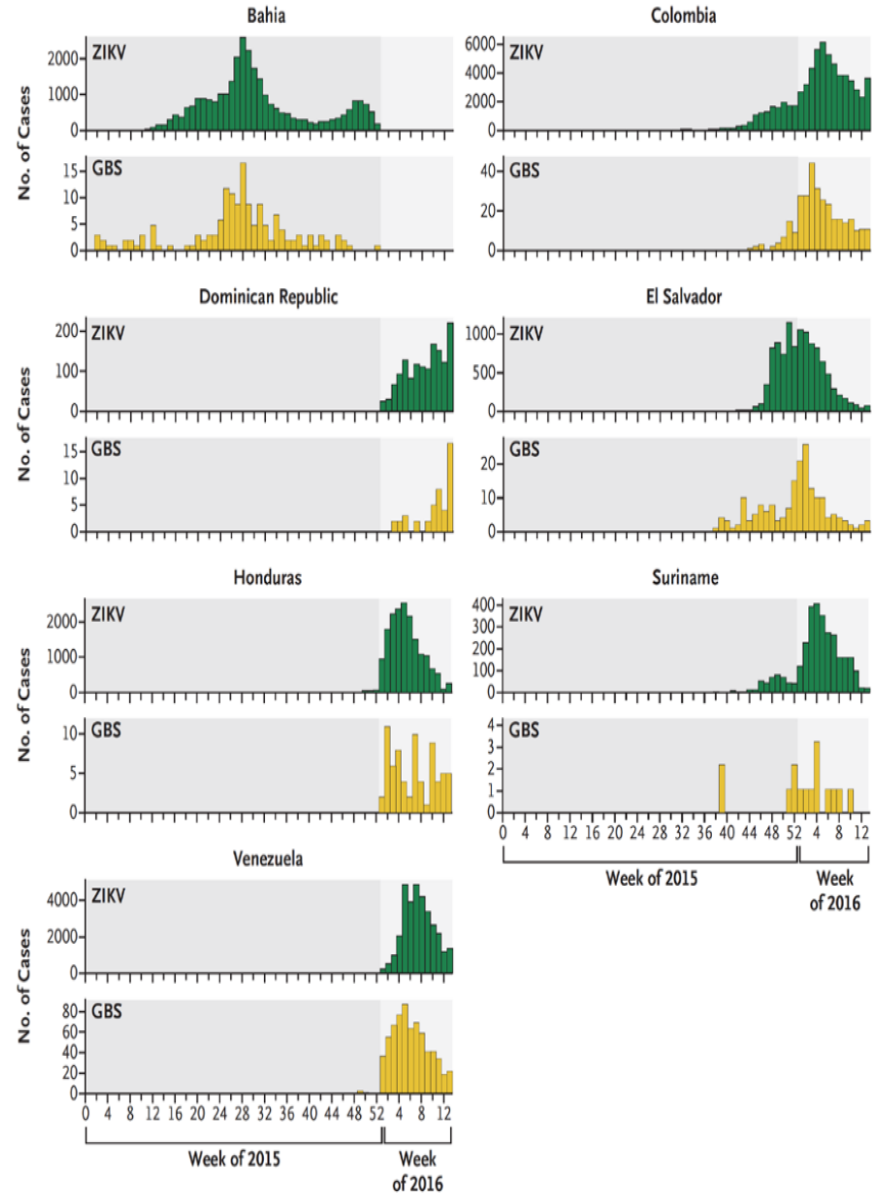 Bahia
No. of Cases
ZIKV
2000
1000
0
GBS
15
10
5
0
Colombia
ZIKV
6000
4000
2000
0
GBS
40
20
0
Dominican Republic
No. of Cases
ZIKV
200
100
0
GBS
15
10
5
0
El Salvador
ZIKV
1000
500
0
GBS
20
10
0
Honduras
No. of Cases
ZIKV
2000
1000
0
GBS
10
5
0
Suriname
ZIKV
400
300
200
100
0
GBS
4
3
2
1
0
0 4 8 12 16 20 24 28 32 36 40 44 48 52 4 8 12
Week of 2015
Week
of 2016
Venezuela
No. of Cases
ZIKV
4000
2000
0
GBS
80
60
40
20
0
0 4 8 12 16 20 24 28 32 36 40 44 48 52 4 8 12
Week of 2015
Week
of 2016